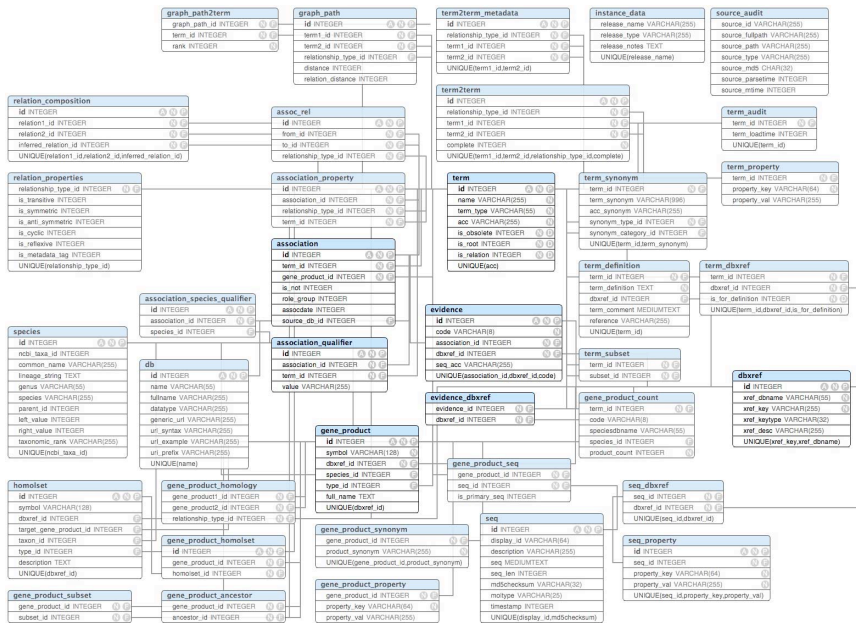 graph_path2term
graph_path_id INTEGER N F
term_id INTEGER N F
rank INTEGER N
graph_path
id INTEGER A N P
term1_id INTEGER N F
term2_id INTEGER N F
relationship_type_id INTEGER F
distance INTEGER
relation_distance INTEGER
term2term_metadata
id INTEGER A N P
relationship_type_id INTEGER N F
term1_id INTEGER N F
term2_id INTEGER N F
UNIQUE(term1_id,term2_id)
instance_data
release_name VARCHAR(255)
release_type VARCHAR(255)
release_notes TEXT
UNIQUE(release_name)
source_audit
source_id VARCHAR(255)
source_fullpath VARCHAR(255)
source_path VARCHAR(255)
source_type VARCHAR(255)
source_md5 CHAR(32)
source_parsetime INTEGER
source_mtime INTEGER
relation_composition
id INTEGER A N P
relation1_id INTEGER N F
relation2_id INTEGER N F
inferred_relation_id INTEGER N F
UNIQUE(relation1_id,relation2_id,inferred_relation_id)
assoc_rel
id INTEGER A N P
from_id INTEGER N F
to_id INTEGER N F
relationship_type_id INTEGER N F
term2term
id INTEGER A N P
relationship_type_id INTEGER N F
term1_id INTEGER N F
term2_id INTEGER N F
complete INTEGER N
UNIQUE(term1_id,term2_id,relationship_type_id,complete)
term_audit
term_id INTEGER N F
term_loadtime INTEGER
UNIQUE(term_id)
relation_properties
relationship_type_id INTEGER N F
is_transitive INTEGER
is_symmetric INTEGER
is_anti_symmetric INTEGER
is_cyclic INTEGER
is_reflexive INTEGER
is_metadata_tag INTEGER
UNIQUE(relationship_type_id)
association_property
id INTEGER A N P
association_id INTEGER N F
relationship_type_id INTEGER N F
term_id INTEGER N F
term
id INTEGER A N P
name VARCHAR(255) N
term_type VARCHAR(55) N
acc VARCHAR(255) N
is_obsolete INTEGER N D
is_root INTEGER N D
is_relation INTEGER N D
UNIQUE(acc)
term_synonym
term_id INTEGER N F
term_synonym VARCHAR(996)
acc_synonym VARCHAR(255)
synonym_type_id INTEGER N F
synonym_category_id INTEGER F
UNIQUE(term_id,term_synonym)
term_property
term_id INTEGER N F
property_key VARCHAR(64) N
property_val VARCHAR(255)
association
id INTEGER A N P
term_id INTEGER N F
gene_product_id INTEGER N F
is_not INTEGER
role_group INTEGER
assocdate INTEGER
source_db_id INTEGER F
term_definition
term_id INTEGER N F
term_definition TEXT N
dbxref_id INTEGER F
term_comment MEDIUMTEXT
reference VARCHAR(255)
UNIQUE(term_id)
term_dbxref
term_id INTEGER N F
dbxref_id INTEGER N F
is_for_definition INTEGER N D
UNIQUE(term_id,dbxref_id,is_for_definition)
association_species_qualifier
id INTEGER A N P
association_id INTEGER N F
species_id INTEGER F
evidence
id INTEGER A N P
code VARCHAR(8) N
association_id INTEGER N F
dbxref_id INTEGER N F
seq_acc VARCHAR(255)
UNIQUE(association_id,dbxref_id,code)
species
id INTEGER A N P
ncbi_taxa_id INTEGER
common_name VARCHAR(255)
lineage_string TEXT
genus VARCHAR(55)
species VARCHAR(255)
parent_id INTEGER
left_value INTEGER
right_value INTEGER
taxonomic_rank VARCHAR(255)
UNIQUE(ncbi_taxa_id)
association_qualifier
id INTEGER A N P
association_id INTEGER N F
term_id INTEGER N F
value VARCHAR(255)
db
id INTEGER A N P
name VARCHAR(55)
fullname VARCHAR(255)
datatype VARCHAR(255)
generic_url VARCHAR(255)
url_syntax VARCHAR(255)
url_example VARCHAR(255)
uri_prefix VARCHAR(255)
UNIQUE(name)
term_subset
term_id INTEGER N F
subset_id INTEGER N F
dbxref
id INTEGER A N P
xref_dbname VARCHAR(55) N
xref_key VARCHAR(255) N
xref_keytype VARCHAR(32)
xref_desc VARCHAR(255)
UNIQUE(xref_key,xref_dbname)
evidence_dbxref
evidence_id INTEGER N F
dbxref_id INTEGER N F
gene_product_count
term_id INTEGER N F
code VARCHAR(8)
speciesdbname VARCHAR(55)
species_id INTEGER F
product_count INTEGER N
gene_product
id INTEGER A N P
symbol VARCHAR(128) N
dbxref_id INTEGER N F
species_id INTEGER F
type_id INTEGER F
full_name TEXT
UNIQUE(dbxref_id)
gene_product_seq
gene_product_id INTEGER N F
seq_id INTEGER N F
is_primary_seq INTEGER
homolset
id INTEGER A N P
symbol VARCHAR(128)
dbxref_id INTEGER F
target_gene_product_id INTEGER F
taxon_id INTEGER F
type_id INTEGER F
description TEXT
UNIQUE(dbxref_id)
gene_product_homology
gene_product1_id INTEGER N F
gene_product2_id INTEGER N F
relationship_type_id INTEGER N F
seq_dbxref
seq_id INTEGER N F
dbxref_id INTEGER N F
UNIQUE(seq_id,dbxref_id)
gene_product_homolset
id INTEGER A N P
gene_product_id INTEGER N F
homolset_id INTEGER N F
gene_product_synonym
gene_product_id INTEGER N F
product_synonym VARCHAR(255) N
UNIQUE(gene_product_id,product_synonym)
seq
id INTEGER A N P
display_id VARCHAR(64)
description VARCHAR(255)
seq MEDIUMTEXT
seq_len INTEGER
md5checksum VARCHAR(32)
moltype VARCHAR(25)
timestamp INTEGER
UNIQUE(display_id,md5checksum)
seq_property
id INTEGER A N P
seq_id INTEGER N F
property_key VARCHAR(64) N
property_val VARCHAR(255) N
UNIQUE(seq_id,property_key,property_val)
gene_product_subset
gene_product_id INTEGER N F
subset_id INTEGER N F
gene_product_ancestor
gene_product_id INTEGER N F
ancestor_id INTEGER N F
gene_product_property
gene_product_id INTEGER N F
property_key VARCHAR(64) N
property_val VARCHAR(255)